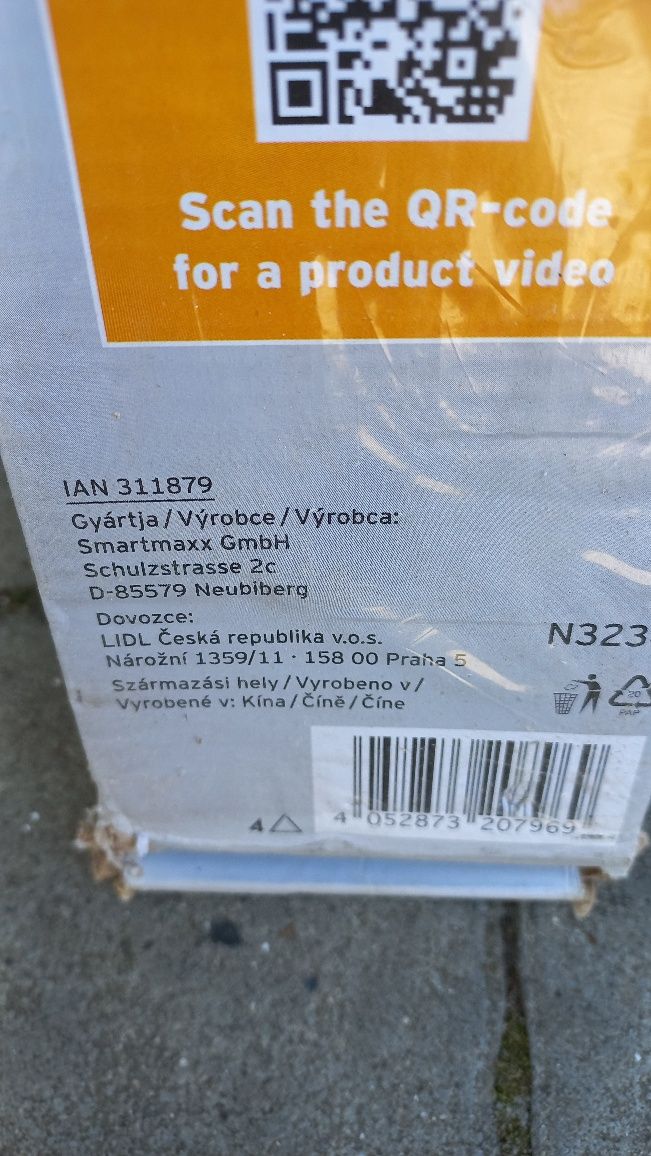 Scan the QR-code
for a product video
IAN 311879
Gyártja / Výrobce / Výrobca:
Smartmaxx GmbH
Schulzstrasse 2c
D-85579 Neubiberg
Dovozce:
LIDL Česká republika v.o.s.
Nárožní 1359/11 · 158 00 Praha 5
N323
Származási hely / Vyrobeno v /
Vyrobené v: Kína / Číně / Číne
20
PAP
4
4 052873 207969